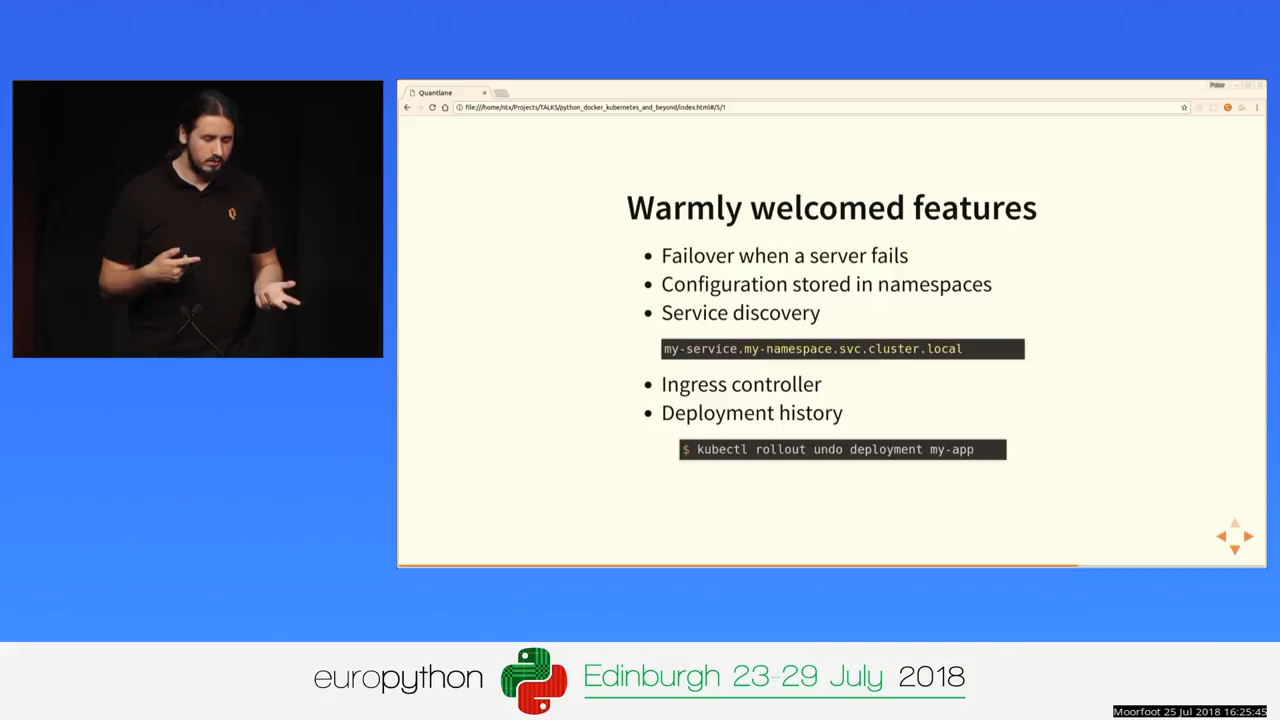 Quantlane
Peter
file:///home/ntx/Projects/TALKS/python_docker_kubernetes_and_beyond/index.html#/5/1
Warmly welcomed features
Failover when a server fails
Configuration stored in namespaces
Service discovery
my-service.my-namespace.svc.cluster.local
Ingress controller
Deployment history
$ kubectl rollout undo deployment my-app
europython
Edinburgh 23-29 July 2018
Moorfoot 25 Jul 2018 16:25:45